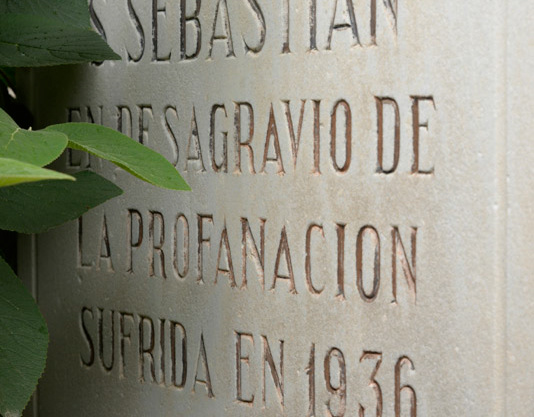 S. SEBASTIAN
EN DESAGRAVIO DE
LA PROFANACION
SUFRIDA EN 1936